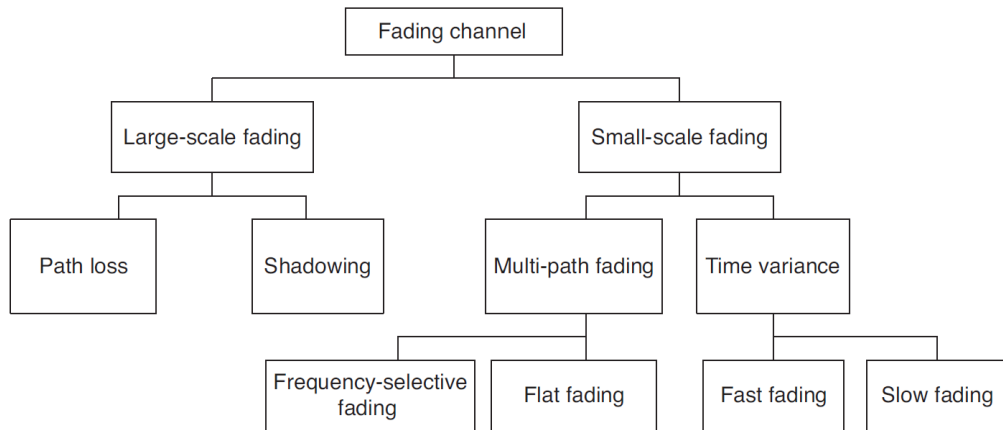 Fading channel
Large-scale fading
Small-scale fading
Path loss
Shadowing
Multi-path fading
Time variance
Frequency-selective
fading
Flat fading
Fast fading
Slow fading